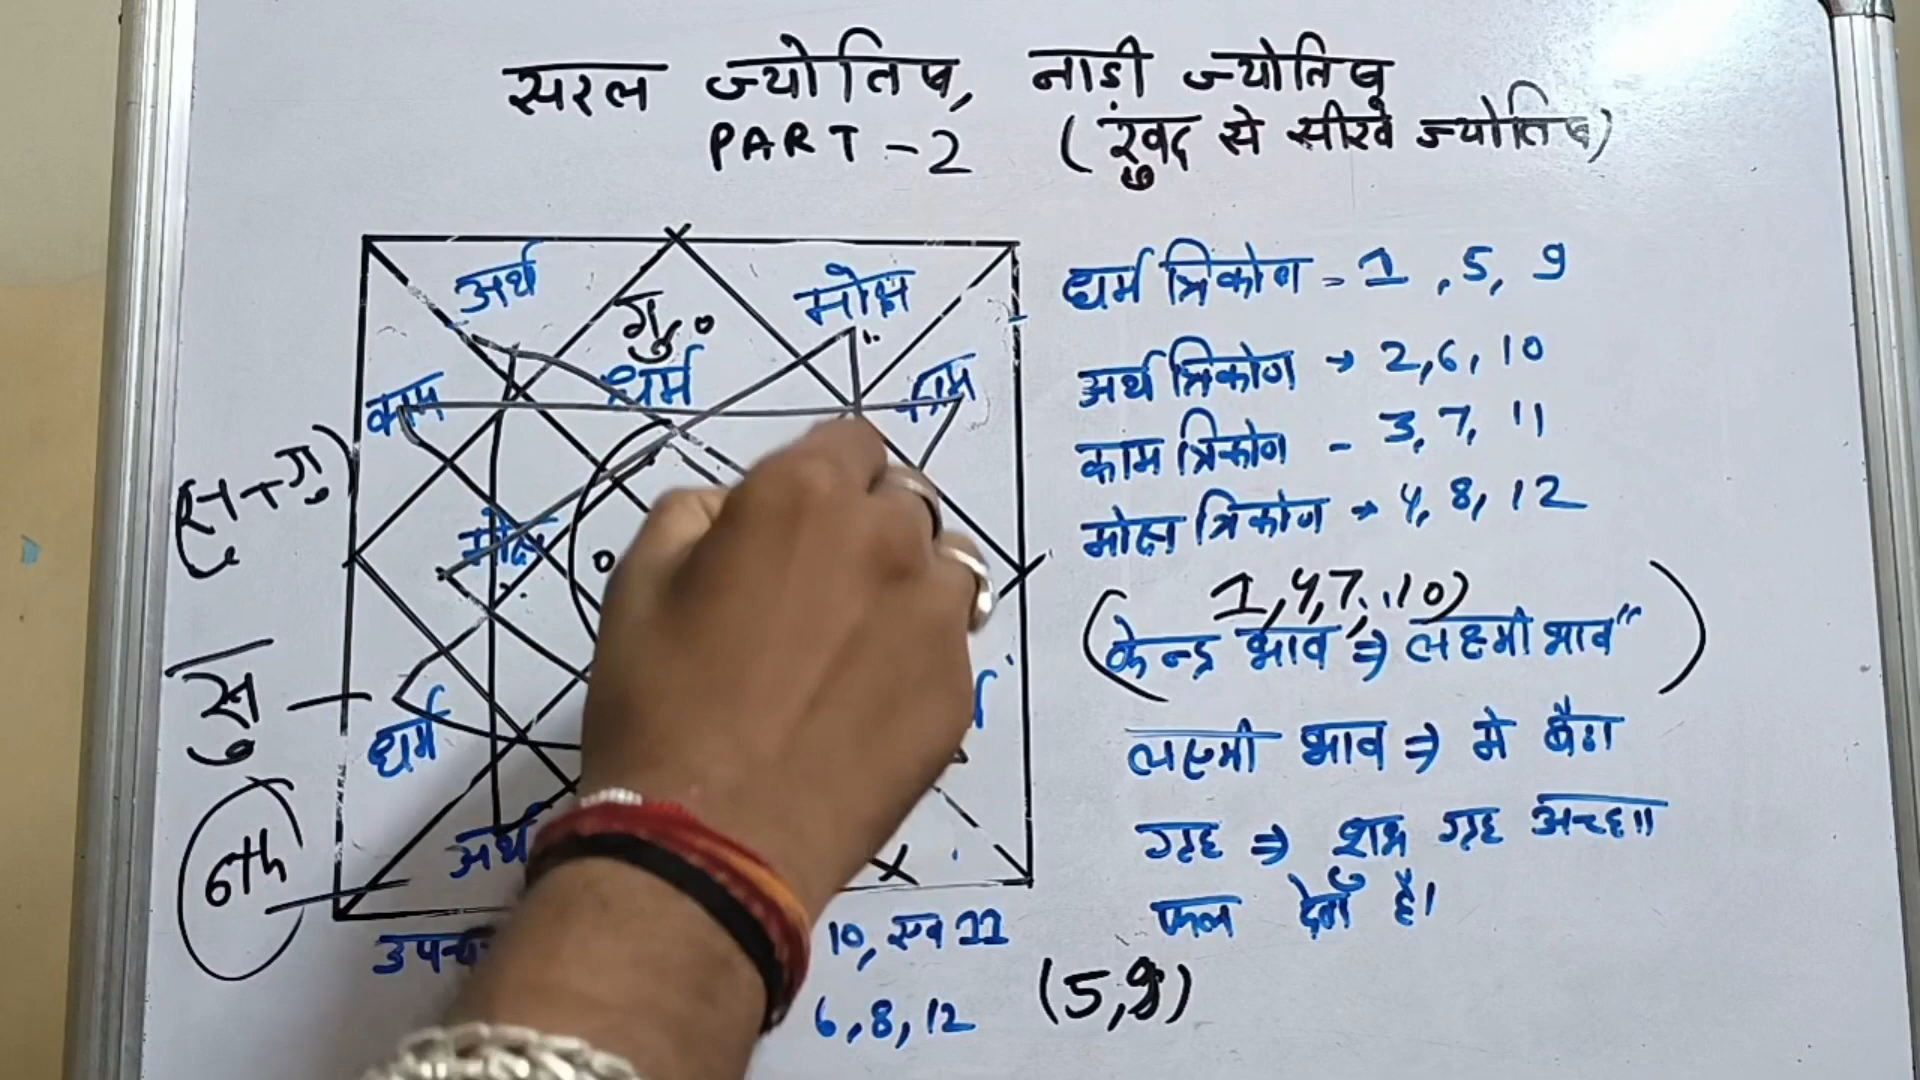 सरल ज्योतिष, नाडी ज्योतिष
PART - 2 (खुद से सीखे ज्योतिष)
अर्थ
मोक्ष
गु.
धर्म
काम
काम
सु + गु
मोक्ष
सु
धर्म
6th
अर्थ
धर्म त्रिकोण - 1, 5, 9
अर्थ त्रिकोण → 2, 6, 10
काम त्रिकोण - 3, 7, 11
मोक्ष त्रिकोण → 4, 8, 12
(1, 4, 7, 10)
(केन्द्र भाव ⇒ लक्ष्मी भाव")
लक्ष्मी भाव ⇒ मे बैठा
ग्रह ⇒ शुभ ग्रह अच्छा
फल देता है।
10, एव 11
6, 8, 12
(5, 9)